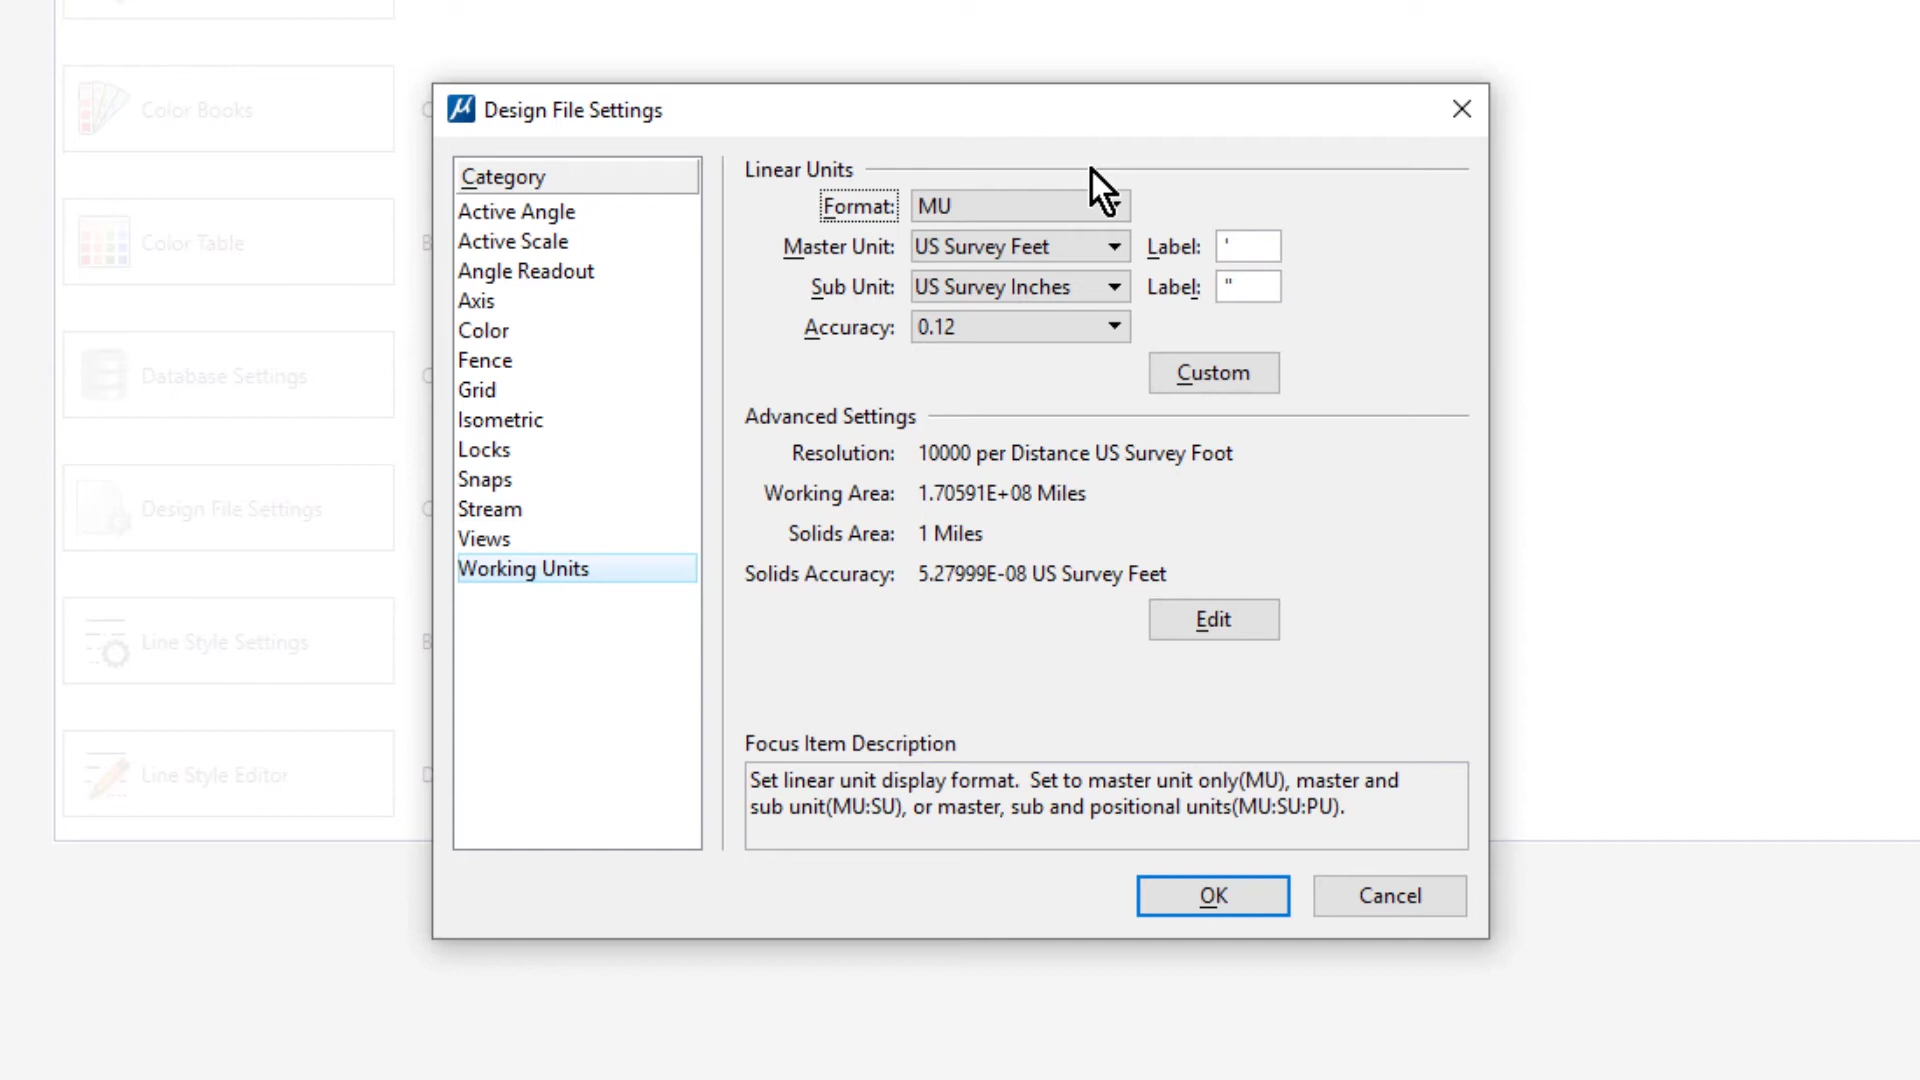 Color Books
C
Color Table
B
Database Settings
C
Design File Settings
C
Line Style Settings
B
Line Style Editor
D
Design File Settings
Category
Active Angle
Active Scale
Angle Readout
Axis
Color
Fence
Grid
Isometric
Locks
Snaps
Stream
Views
Working Units
Linear Units
Format: MU
Master Unit: US Survey Feet Label: '
Sub Unit: US Survey Inches Label: "
Accuracy: 0.12
Custom
Advanced Settings
Resolution: 10000 per Distance US Survey Foot
Working Area: 1.70591E+08 Miles
Solids Area: 1 Miles
Solids Accuracy: 5.27999E-08 US Survey Feet
Edit
Focus Item Description
Set linear unit display format. Set to master unit only(MU), master and
sub unit(MU:SU), or master, sub and positional units(MU:SU:PU).
OK Cancel